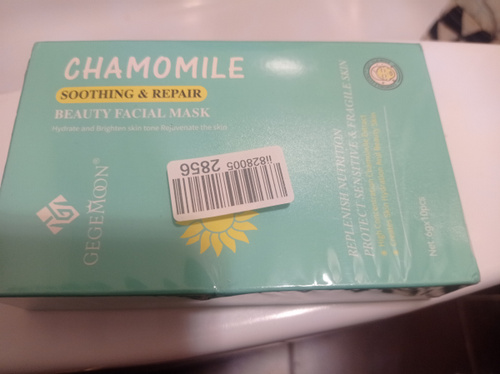 CHAMOMILE
SOOTHING & REPAIR
BEAUTY FACIAL MASK
Hydrate and Brighten skin tone Rejuvenate the skin
GEGEMOON®
ii828005
2856
REPLENISH NUTRITION
PROTECT SENSITIVE & FRAGILE SKIN